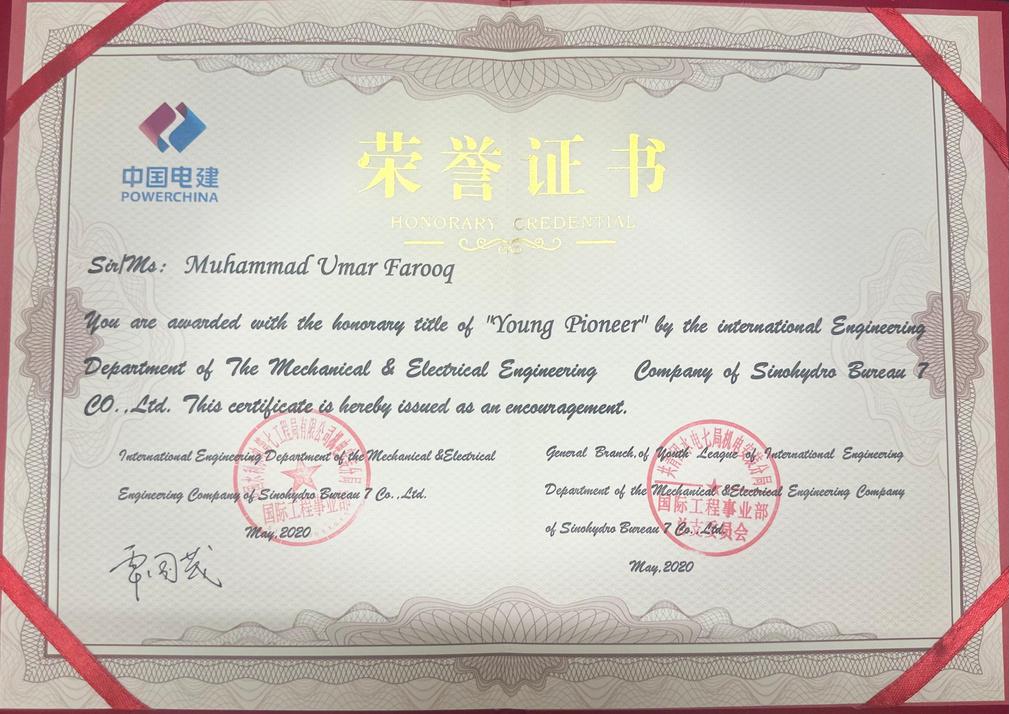 中国电建
POWERCHINA
荣誉证书
HONORARY CREDENTIAL
Sir/Ms: Muhammad Umar Farooq
You are awarded with the honorary title of "Young Pioneer" by the international Engineering
Department of The Mechanical & Electrical Engineering Company of Sinohydro Bureau 7
CO.,Ltd. This certificate is hereby issued as an encouragement.
International Engineering Department of the Mechanical &Electrical
Engineering Company of Sinohydro Bureau 7 Co.,Ltd.
May,2020
国际工程事业部
General Branch,of Youth League of International Engineering
Department of the Mechanical &Electrical Engineering Company
of Sinohydro Bureau 7 Co.,Ltd.
May,2020
国际工程事业部